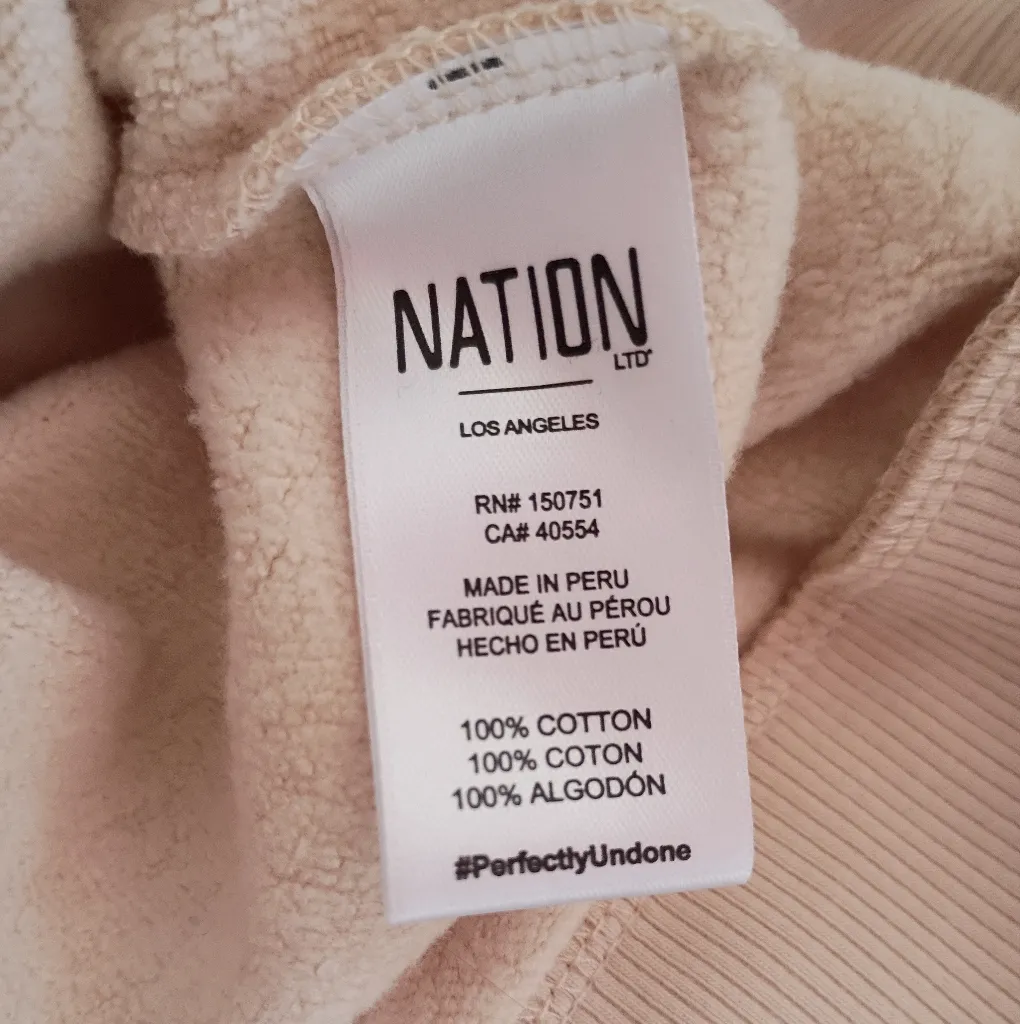 NATION
LTD
LOS ANGELES
RN# 150751
CA# 40554
MADE IN PERU
FABRIQUÉ AU PÉROU
HECHO EN PERÚ
100% COTTON
100% COTON
100% ALGODÓN
#PerfectlyUndone